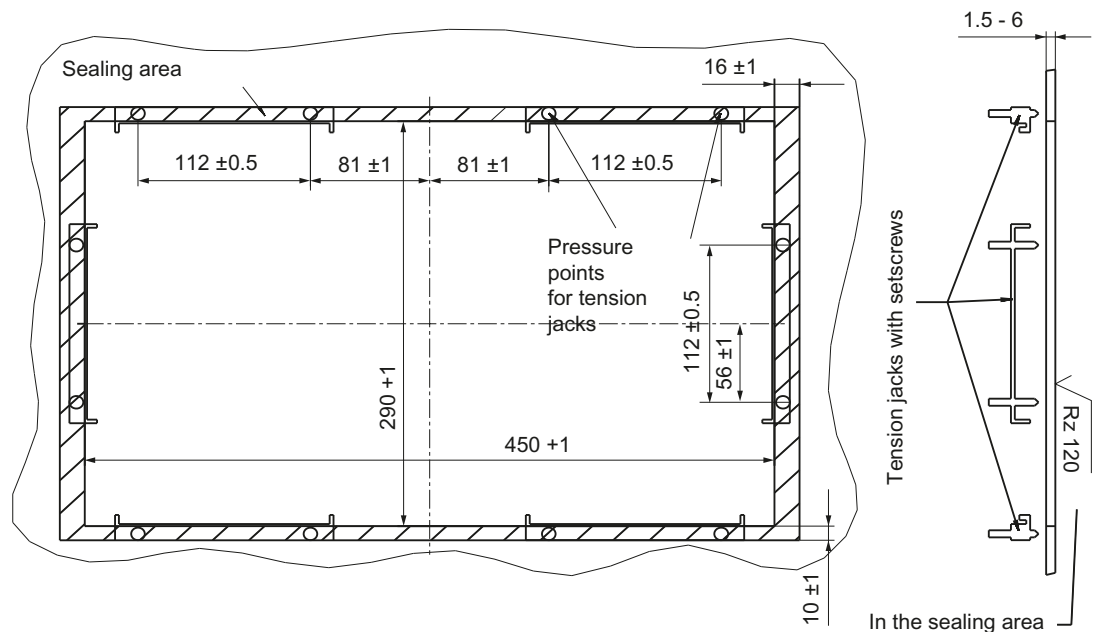 1.5 - 6
Sealing area
16 ±1
112 ±0.5
81 ±1
81 ±1
112 ±0.5
Pressure
points
for tension
jacks
112 ±0.5
56 ±1
290 +1
450 +1
10 ±1
Tension jacks with setscrews
Rz 120
In the sealing area